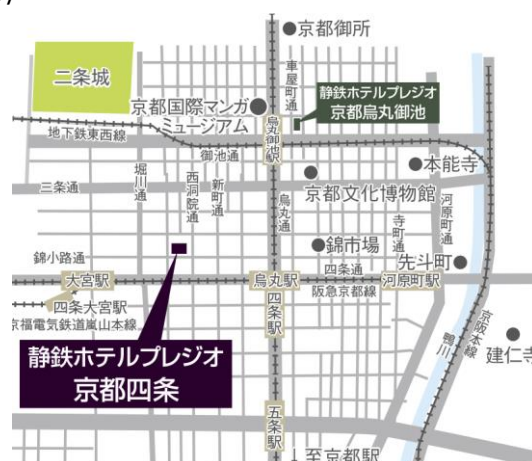 京都御所
二条城
車屋町通
静鉄ホテルプレジオ
京都烏丸御池
京都国際マンガ
ミュージアム
烏丸御池駅
地下鉄東西線
御池通
本能寺
堀川通
三条通
西洞院通
新町通
京都文化博物館
烏丸通
寺町通
河原町通
錦市場
先斗町
錦小路通
四条通
大宮駅
烏丸駅
河原町駅
阪急京都線
四条大宮駅
四条駅
京福電気鉄道嵐山本線
京阪本線
鴨川
建仁寺
静鉄ホテルプレジオ
京都四条
五条駅
至京都駅